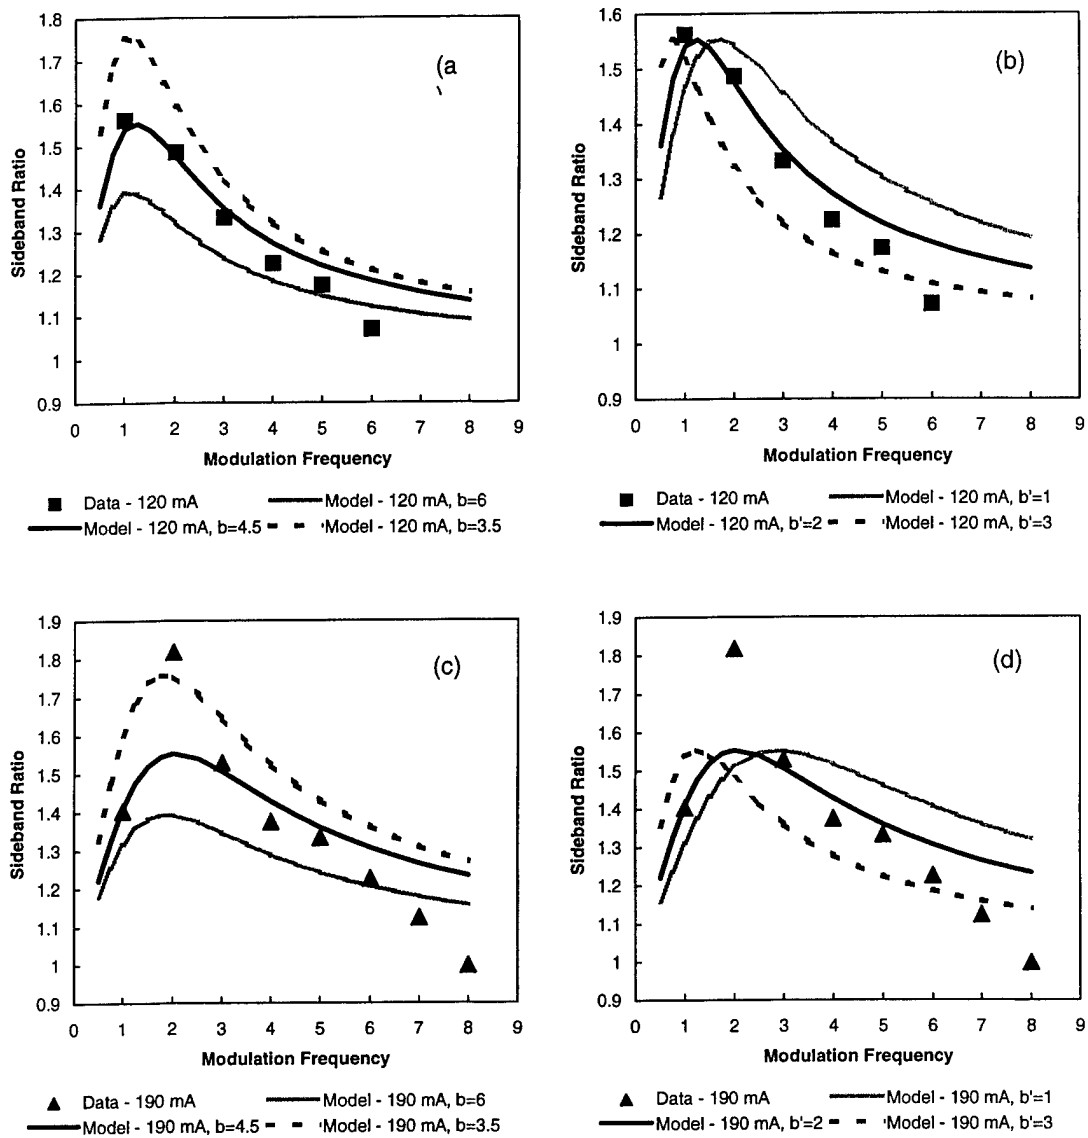 1.8
1.7
1.6
1.5
1.4
1.3
1.2
1.1
1
0.9
Sideband Ratio
(a
0 1 2 3 4 5 6 7 8 9
Modulation Frequency
Data - 120 mA
Model - 120 mA, b=6
Model - 120 mA, b=4.5
Model - 120 mA, b=3.5
1.6
1.5
1.4
1.3
1.2
1.1
1
0.9
Sideband Ratio
(b)
0 1 2 3 4 5 6 7 8 9
Modulation Frequency
Data - 120 mA
Model - 120 mA, b'=1
Model - 120 mA, b'=2
Model - 120 mA, b'=3
1.9
1.8
1.7
1.6
1.5
1.4
1.3
1.2
1.1
1
0.9
Sideband Ratio
(c)
0 1 2 3 4 5 6 7 8 9
Modulation Frequency
Data - 190 mA
Model - 190 mA, b=6
Model - 190 mA, b=4.5
Model - 190 mA, b=3.5
1.9
1.8
1.7
1.6
1.5
1.4
1.3
1.2
1.1
1
0.9
Sideband Ratio
(d)
0 1 2 3 4 5 6 7 8 9
Modulation Frequency
Data - 190 mA
Model - 190 mA, b'=1
Model - 190 mA, b'=2
Model - 190 mA, b'=3